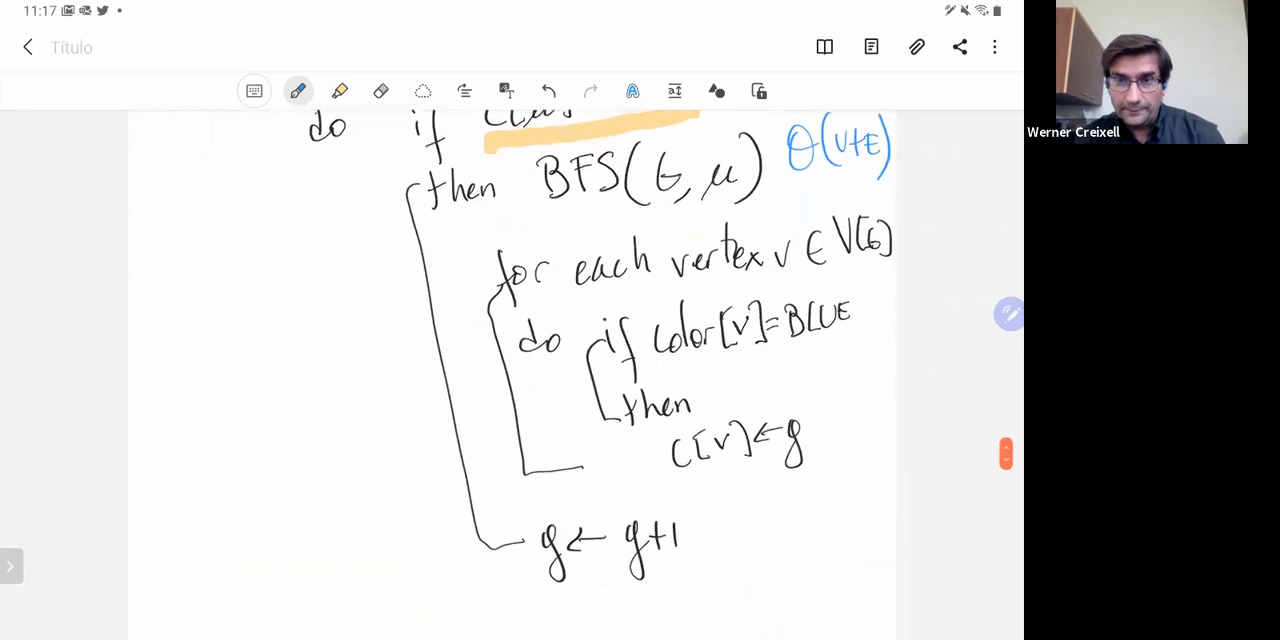 11:17
Título
do if
then BFS(G, u) Θ(V+E)
for each vertex v ∈ V[G]
do if color[v]=BLUE
then
C[v]←g
g ← g+1
Werner Creixell